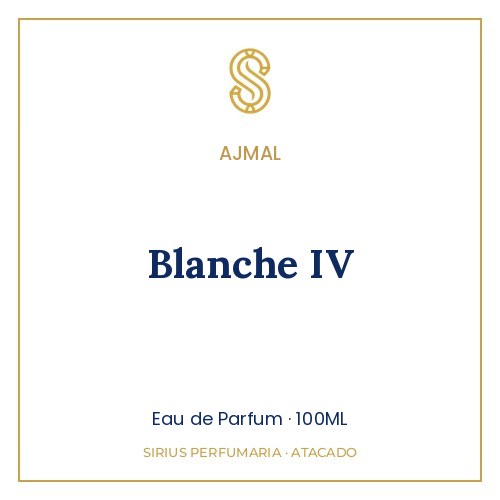 AJMAL
Blanche IV
Eau de Parfum · 100ML
SIRIUS PERFUMARIA · ATACADO